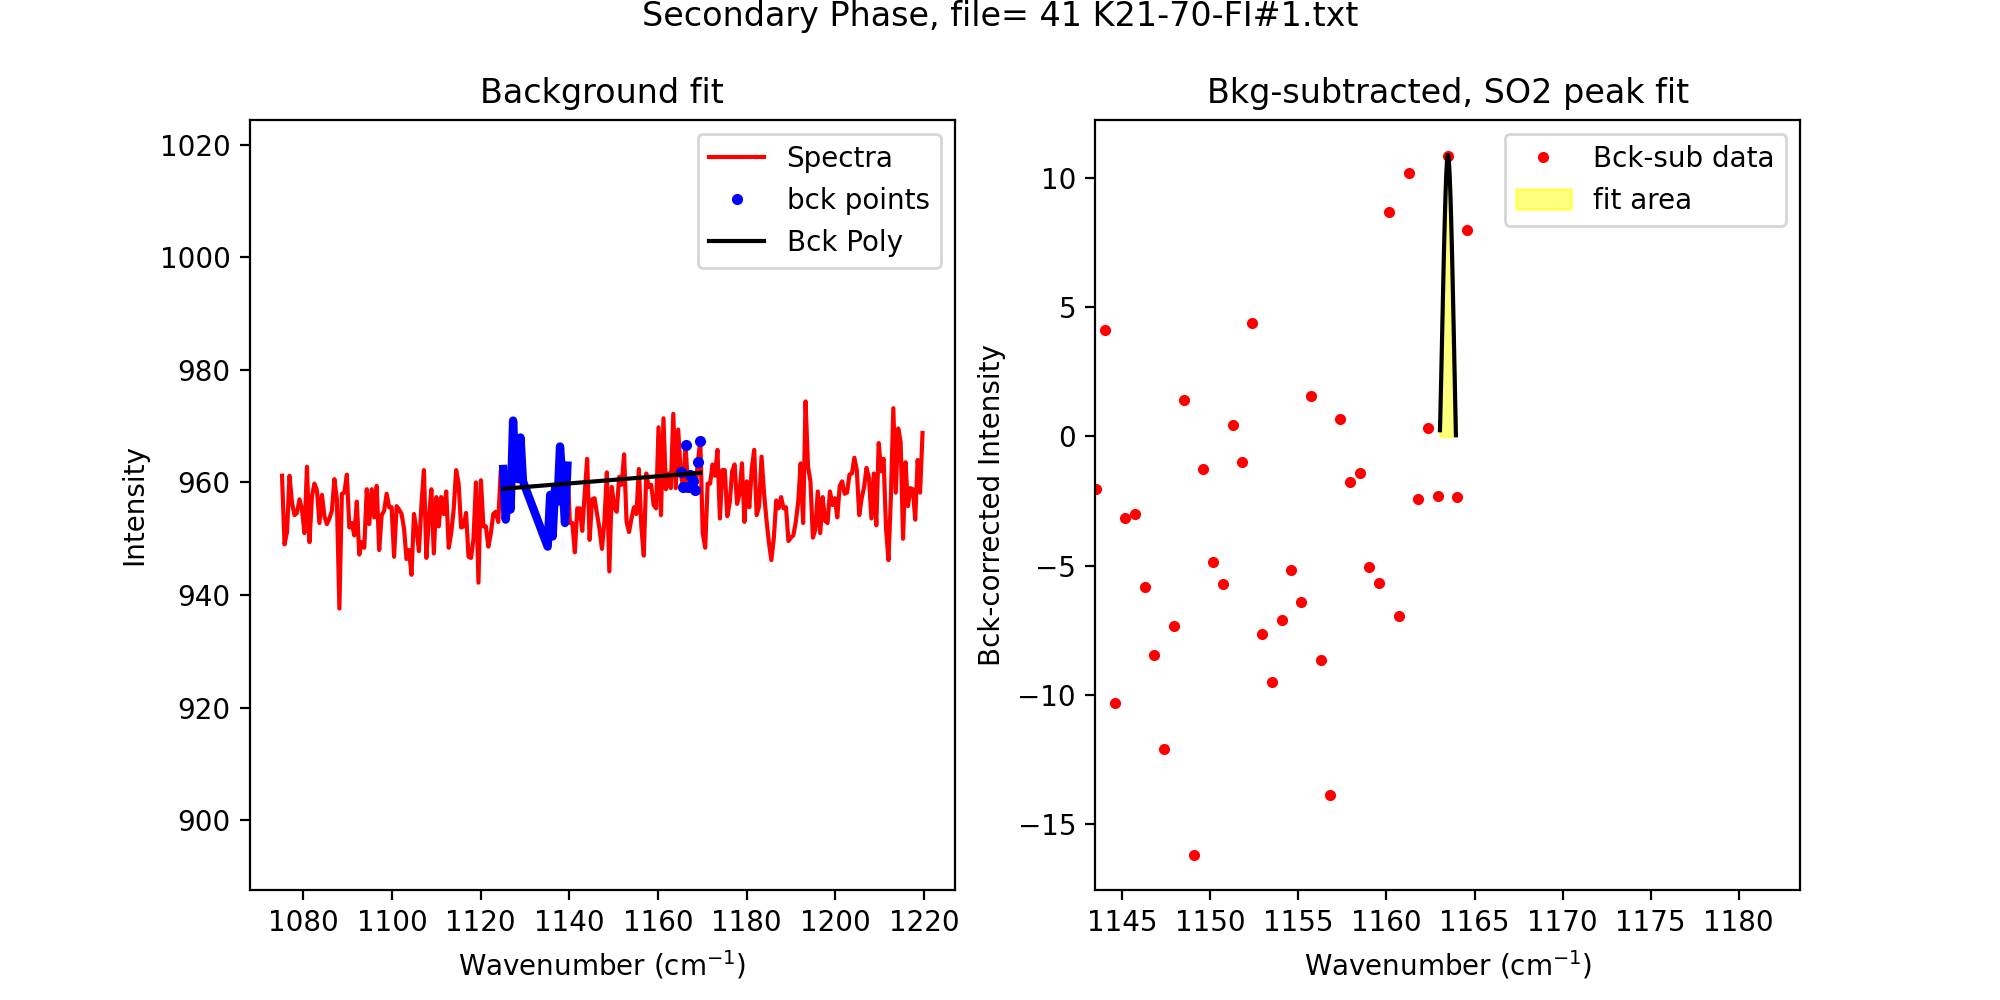 Secondary Phase, file= 41 K21-70-FI#1.txt
Background fit
1020
1000
980
960
940
920
900
Intensity
Spectra
bck points
Bck Poly
1080 1100 1120 1140 1160 1180 1200 1220
Wavenumber (cm⁻¹)
Bkg-subtracted, SO2 peak fit
10
5
0
−5
−10
−15
Bck-corrected Intensity
Bck-sub data
fit area
1145 1150 1155 1160 1165 1170 1175 1180
Wavenumber (cm⁻¹)